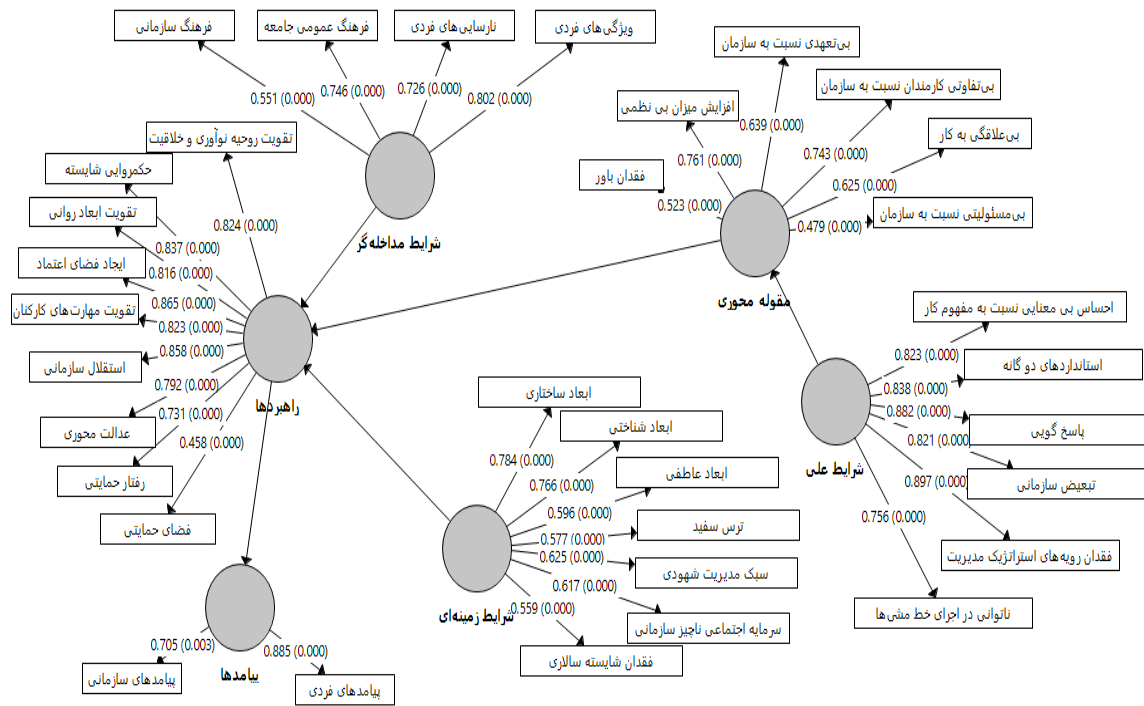 ویژگی‌های فردی
نارسایی‌های فردی
فرهنگ عمومی جامعه
فرهنگ سازمانی
0.802 (0.000)
0.726 (0.000)
0.746 (0.000)
0.551 (0.000)
شرایط مداخله‌گر
بی‌تعهدی نسبت به سازمان
بی‌تفاوتی کارمندان نسبت به سازمان
افزایش میزان بی نظمی
بی‌علاقگی به کار
فقدان باور
بی‌مسئولیتی نسبت به سازمان
0.639 (0.000)
0.743 (0.000)
0.761 (0.000)
0.625 (0.000)
0.523 (0.000)
0.479 (0.000)
مقوله محوری
تقویت روحیه نوآوری و خلاقیت
حکمروایی شایسته
تقویت ابعاد روانی
ایجاد فضای اعتماد
تقویت مهارت‌های کارکنان
استقلال سازمانی
عدالت محوری
رفتار حمایتی
فضای حمایتی
0.824 (0.000)
0.837 (0.000)
0.816 (0.000)
0.865 (0.000)
0.823 (0.000)
0.858 (0.000)
0.792 (0.000)
0.731 (0.000)
0.458 (0.000)
راهبردها
احساس بی معنایی نسبت به مفهوم کار
استانداردهای دو گانه
پاسخ گویی
تبعیض سازمانی
فقدان رویه‌های استراتژیک مدیریت
ناتوانی در اجرای خط مشی‌ها
0.823 (0.000)
0.838 (0.000)
0.882 (0.000)
0.821 (0.000)
0.897 (0.000)
0.756 (0.000)
شرایط علی
ابعاد ساختاری
ابعاد شناختی
ابعاد عاطفی
ترس سفید
سبک مدیریت شهودی
سرمایه اجتماعی ناچیز سازمانی
فقدان شایسته سالاری
0.784 (0.000)
0.766 (0.000)
0.596 (0.000)
0.577 (0.000)
0.625 (0.000)
0.617 (0.000)
0.559 (0.000)
شرایط زمینه‌ای
0.705 (0.003)
0.885 (0.000)
پیامدها
پیامدهای سازمانی
پیامدهای فردی